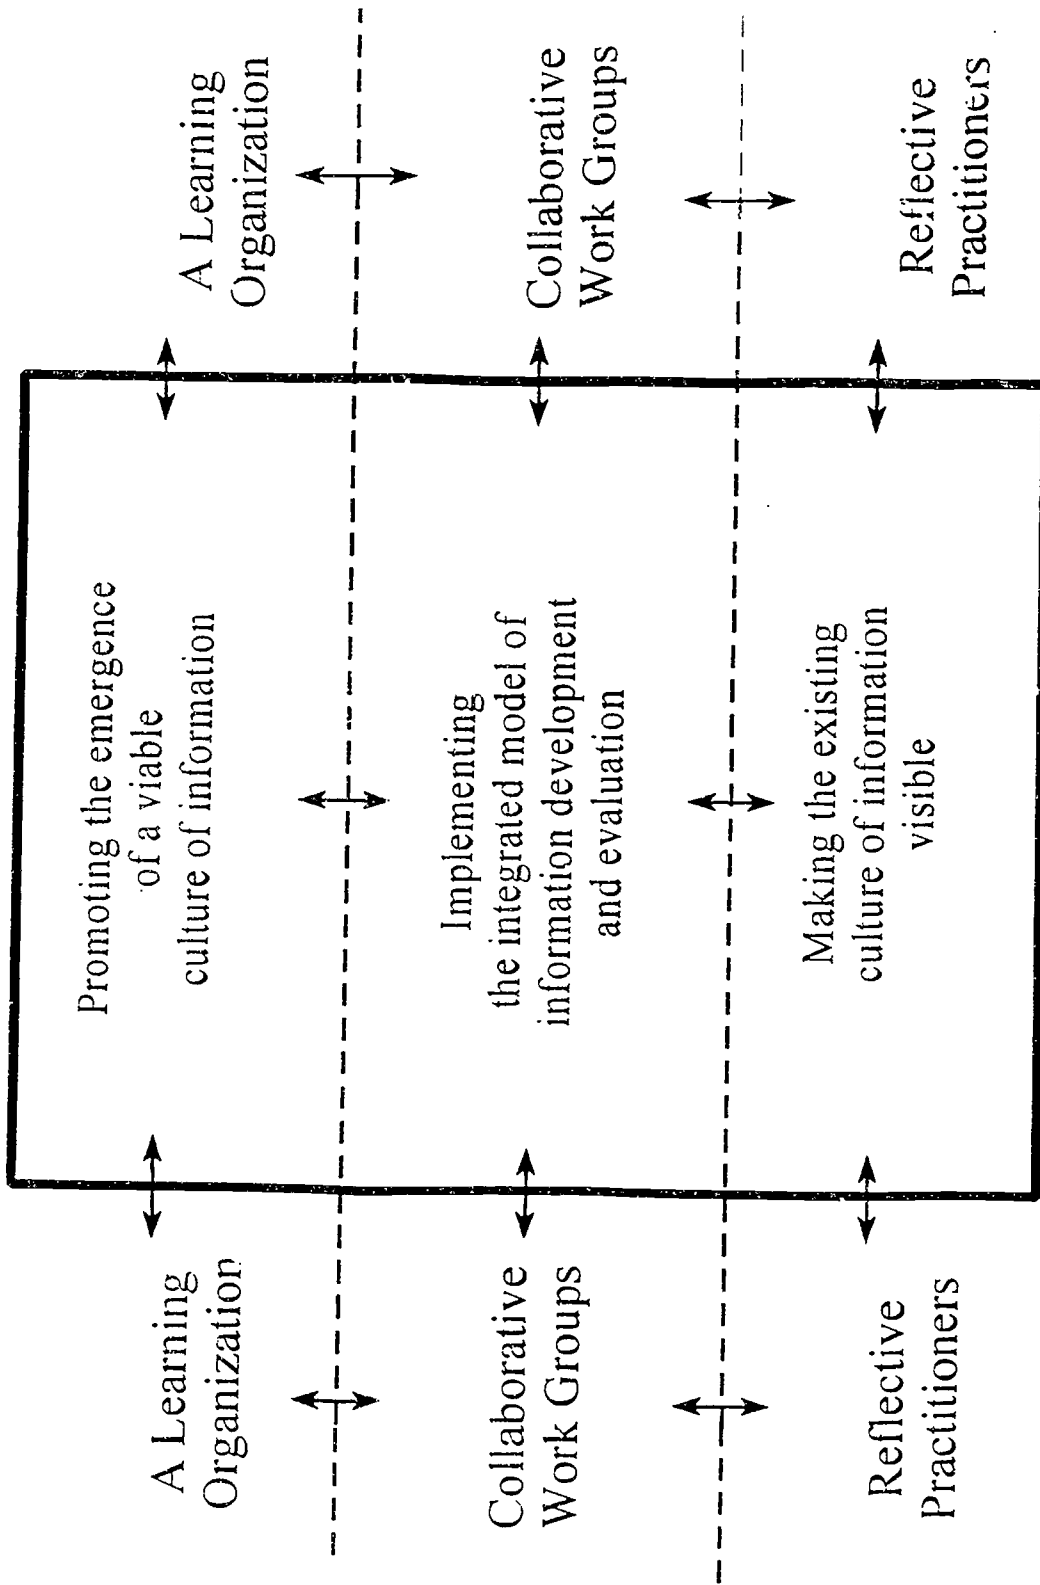 A Learning
Organization
Collaborative
Work Groups
Reflective
Practitioners
Promoting the emergence
of a viable
culture of information
Implementing
the integrated model of
information development
and evaluation
Making the existing
culture of information
visible
A Learning
Organization
Collaborative
Work Groups
Reflective
Practitioners